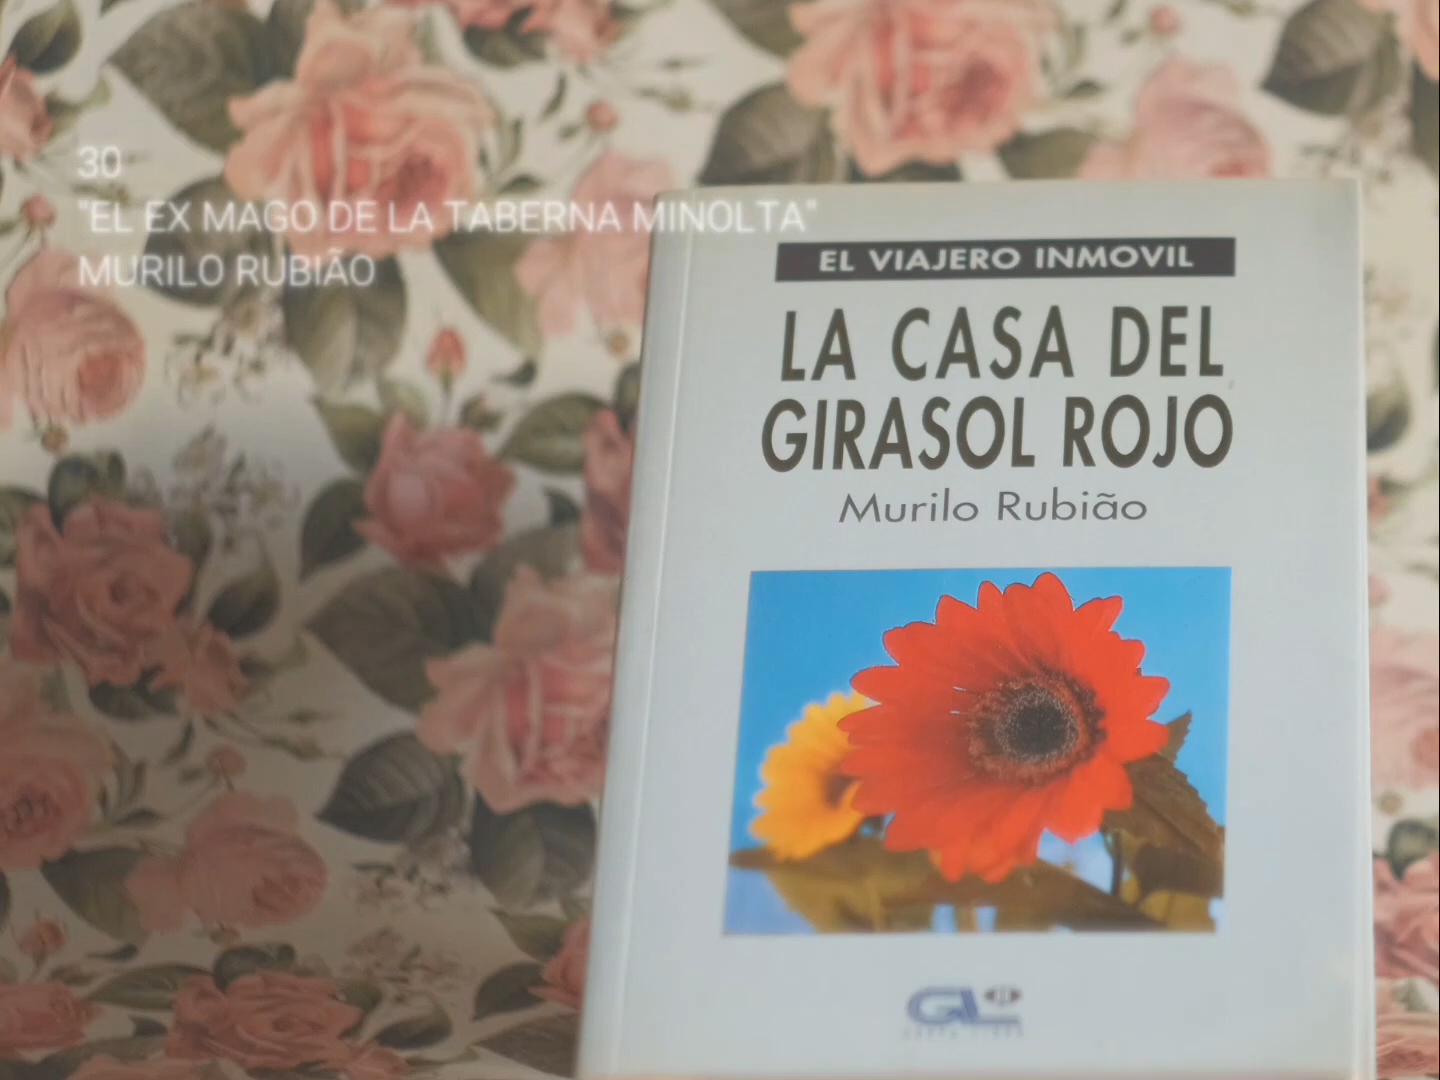 30
"EL EX MAGO DE LA TABERNA MINOLTA"
MURILO RUBIÃO
EL VIAJERO INMOVIL
LA CASA DEL
GIRASOL ROJO
Murilo Rubião
GL